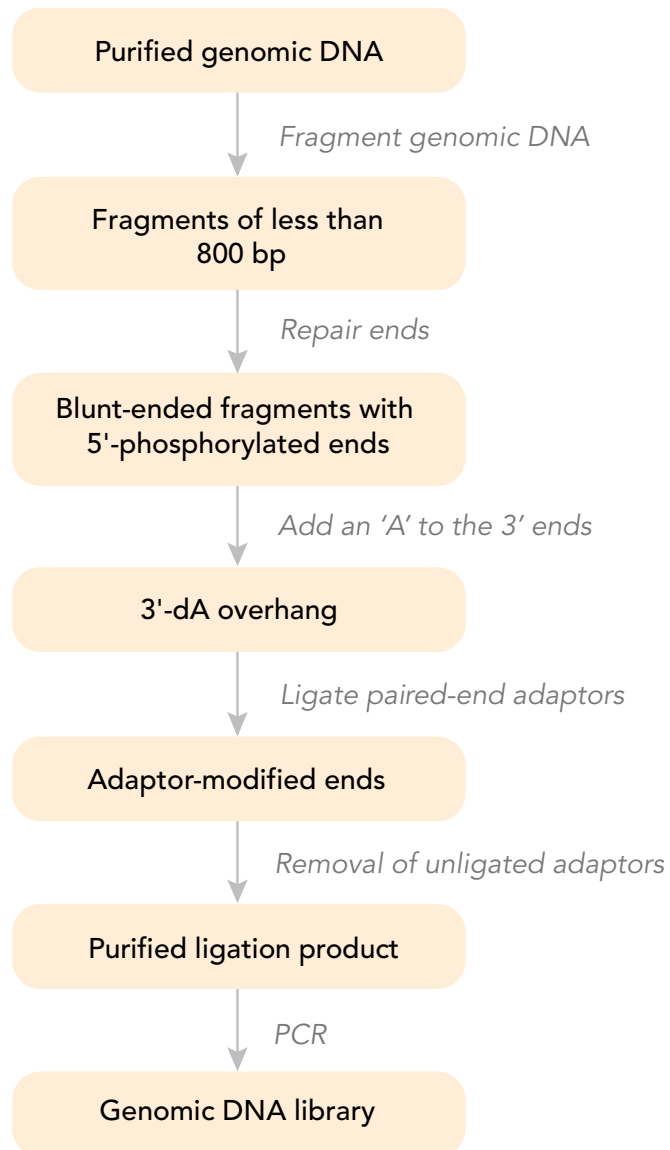 Purified genomic DNA
Fragment genomic DNA
Fragments of less than
800 bp
Repair ends
Blunt-ended fragments with
5'-phosphorylated ends
Add an ‘A’ to the 3’ ends
3'-dA overhang
Ligate paired-end adaptors
Adaptor-modified ends
Removal of unligated adaptors
Purified ligation product
PCR
Genomic DNA library